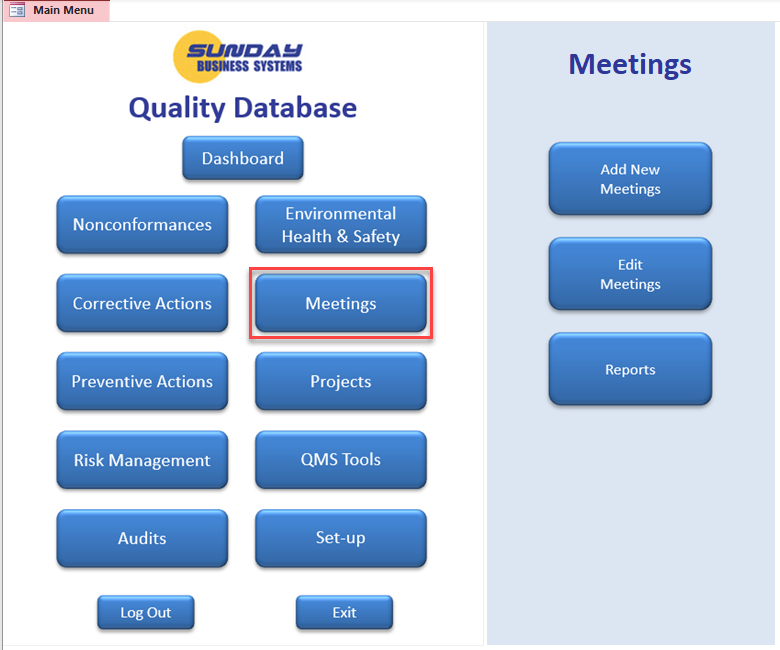 Main Menu
SUNDAY
BUSINESS SYSTEMS
Quality Database
Dashboard
Nonconformances
Environmental
Health & Safety
Corrective Actions
Meetings
Preventive Actions
Projects
Risk Management
QMS Tools
Audits
Set-up
Log Out
Exit
Meetings
Add New
Meetings
Edit
Meetings
Reports